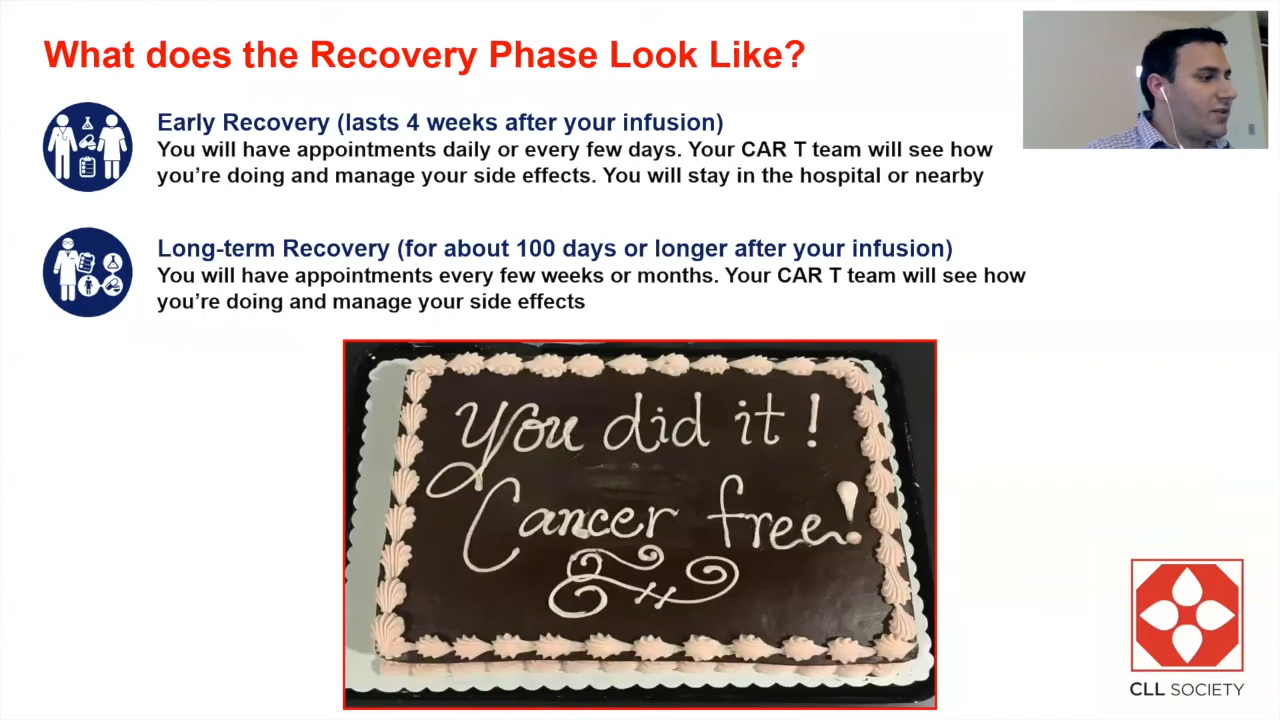 What does the Recovery Phase Look Like?
Early Recovery (lasts 4 weeks after your infusion)
You will have appointments daily or every few days. Your CAR T team will see how
you’re doing and manage your side effects. You will stay in the hospital or nearby
Long-term Recovery (for about 100 days or longer after your infusion)
You will have appointments every few weeks or months. Your CAR T team will see how
you’re doing and manage your side effects
You did it!
Cancer free!
CLL SOCIETY